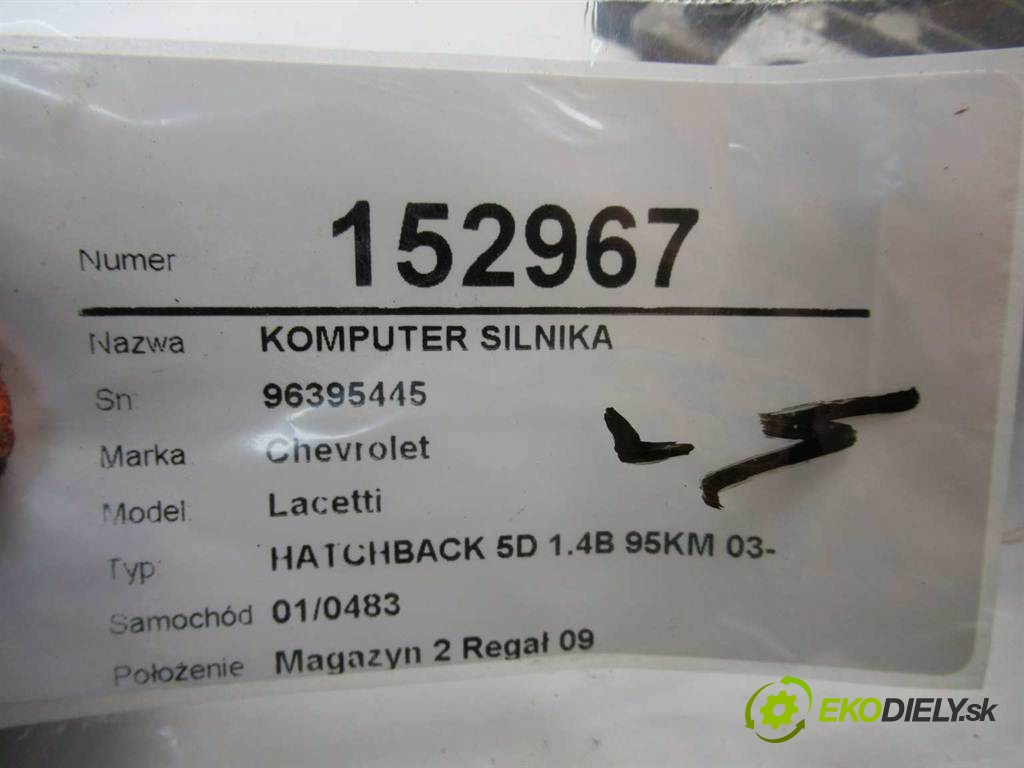 Numer 152967
Nazwa KOMPUTER SILNIKA
Sn: 96395445
Marka Chevrolet
Model: Lacetti
Typ: HATCHBACK 5D 1.4B 95KM 03-
Samochód 01/0483
Położenie Magazyn 2 Regał 09
EKODIELY.sk